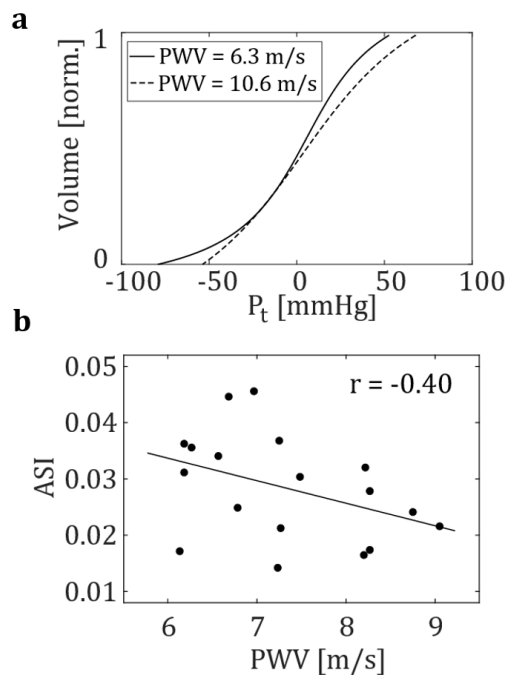 a
1
PWV = 6.3 m/s
PWV = 10.6 m/s
Volume [norm.]
0
-100 -50 0 50 100
Pt [mmHg]
b
0.05
r = -0.40
0.04
ASI
0.03
0.02
0.01
6 7 8 9
PWV [m/s]